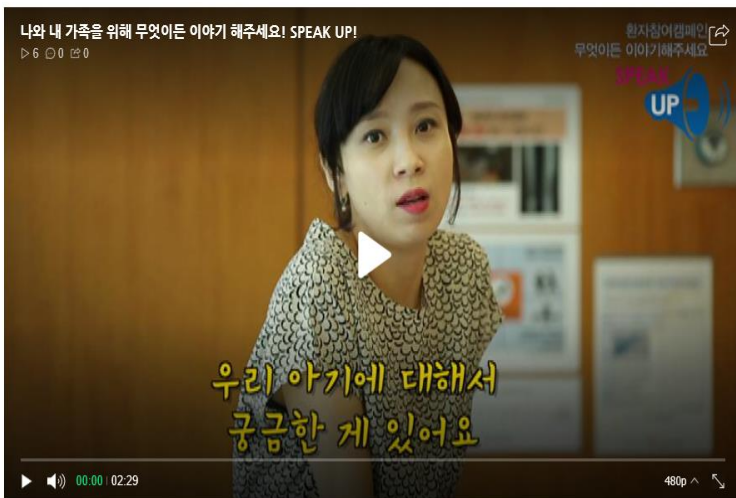 나와 내 가족을 위해 무엇이든 이야기 해주세요! SPEAK UP!
6 0 0
환자참여캠페인
무엇이든 이야기해주세요
SPEAK
UP
우리 아기에 대해서
궁금한 게 있어요
00:00 02:29
480p